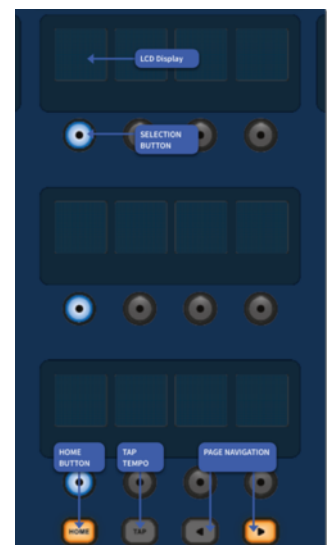 LCD Display
SELECTION
BUTTON
HOME
BUTTON
TAP
TEMPO
PAGE NAVIGATION
HOME
TAP